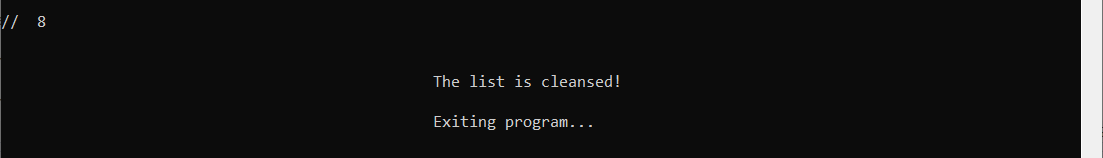 //  8
The list is cleansed!
Exiting program...